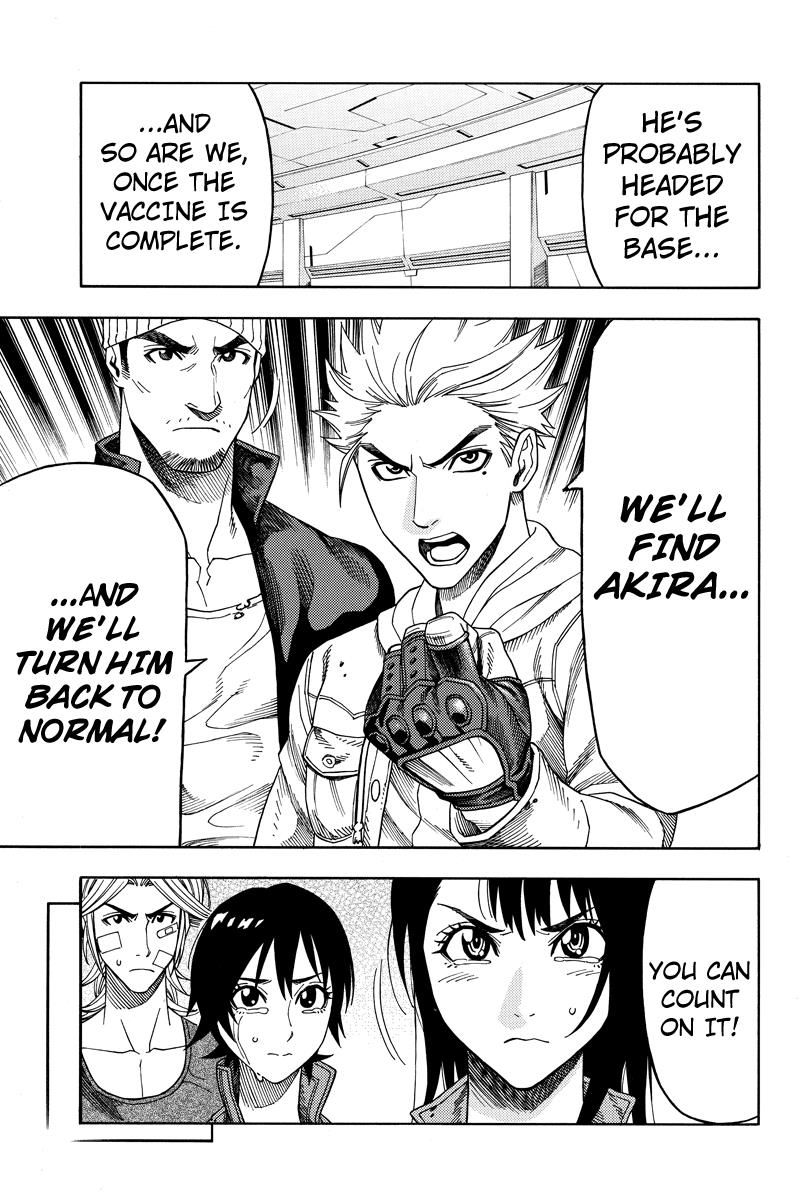 HE'S
PROBABLY
HEADED
FOR THE
BASE...
...AND
SO ARE WE,
ONCE THE
VACCINE IS
COMPLETE.
WE'LL
FIND
AKIRA...
...AND
WE'LL
TURN HIM
BACK TO
NORMAL!
YOU CAN
COUNT
ON IT!